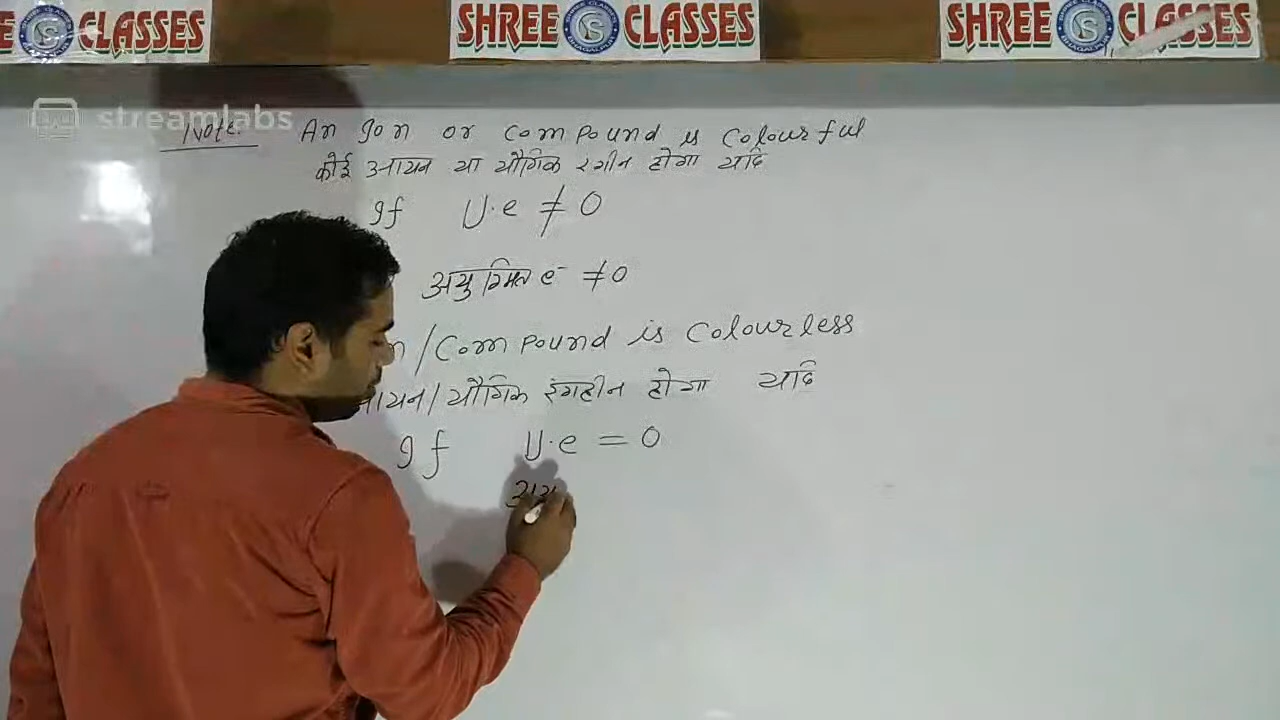 SHREE CLASSES SHREE CLASSES SHREE CLASSES
streamlabs
Note. An Ion or Compound is Colourful
कोई आयन या यौगिक रंगीन होगा यदि
If U.e ≠ 0
अयुग्मित e⁻ ≠ 0
/Compound is Colourless
आयन/यौगिक रंगहीन होगा यदि
If U.e = 0